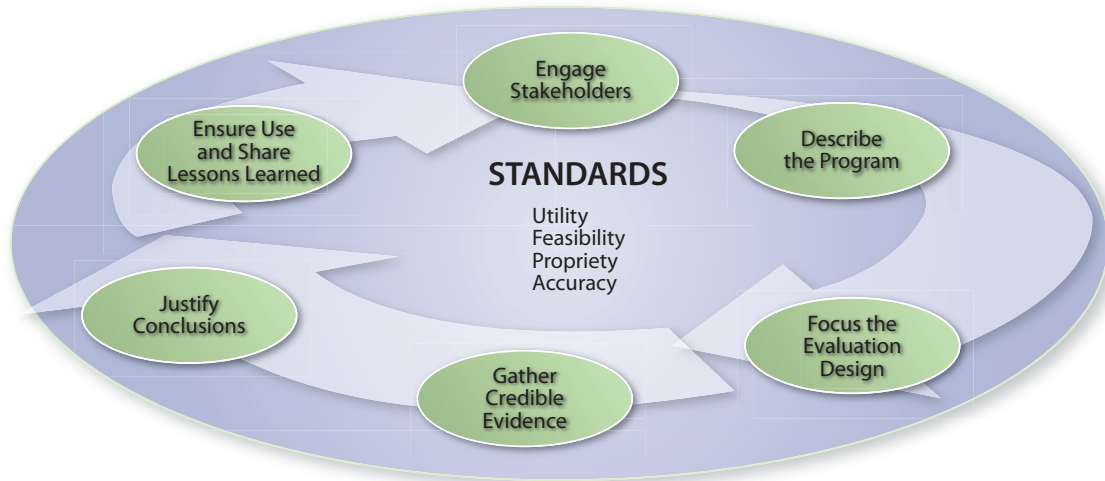 Engage
Stakeholders
Describe
the Program
Focus the
Evaluation
Design
Gather
Credible
Evidence
Justify
Conclusions
Ensure Use
and Share
Lessons Learned
STANDARDS
Utility
Feasibility
Propriety
Accuracy